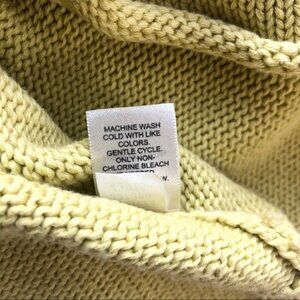 MACHINE WASH
COLD WITH LIKE
COLORS.
GENTLE CYCLE.
ONLY NON-
CHLORINE BLEACH